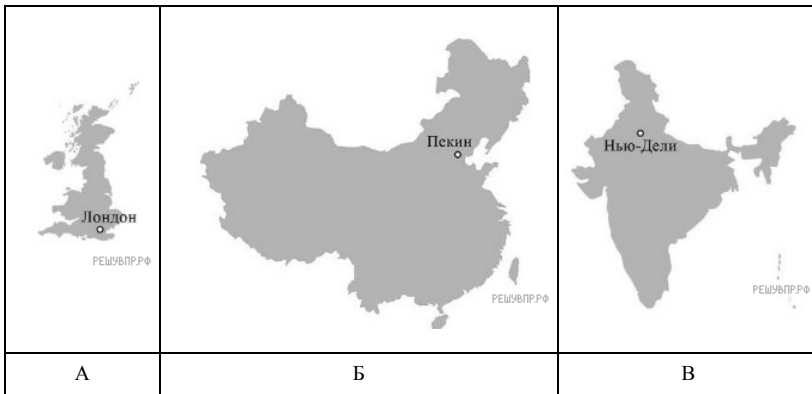 Лондон
РЕШУВПР.РФ
Пекин
РЕШУВПР.РФ
Нью-Дели
РЕШУВПР.РФ
А
Б
В